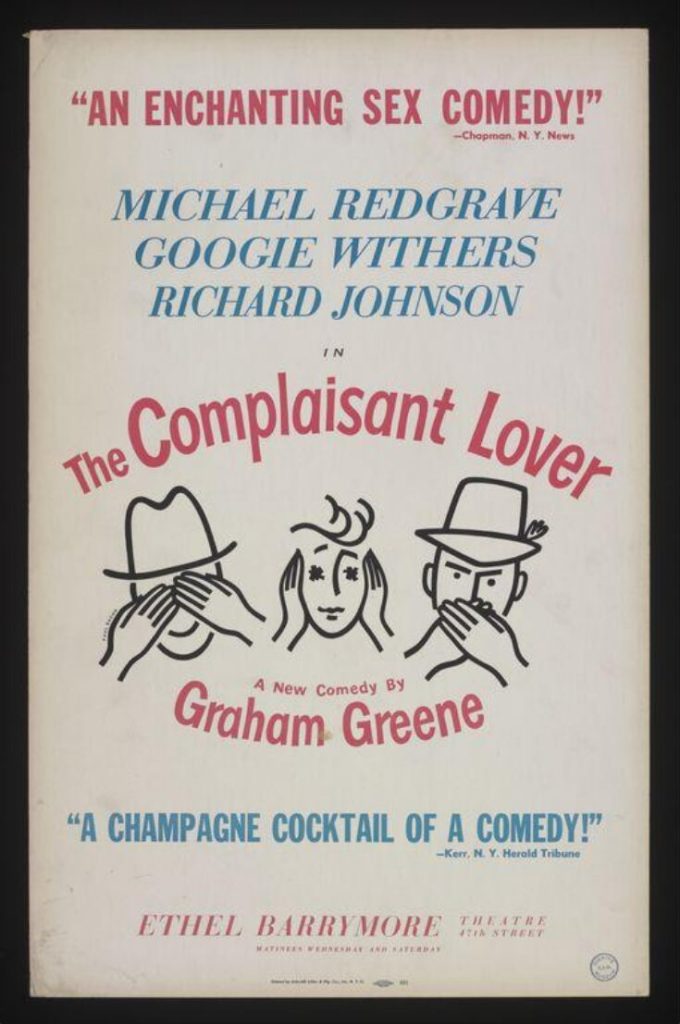 “AN ENCHANTING SEX COMEDY!”
—Chapman, N. Y. News
MICHAEL REDGRAVE
GOOGIE WITHERS
RICHARD JOHNSON
IN
The Complaisant Lover
A New Comedy By
Graham Greene
“A CHAMPAGNE COCKTAIL OF A COMEDY!”
—Kerr, N. Y. Herald Tribune
ETHEL BARRYMORE THEATRE
47th STREET
MATINEES WEDNESDAY AND SATURDAY